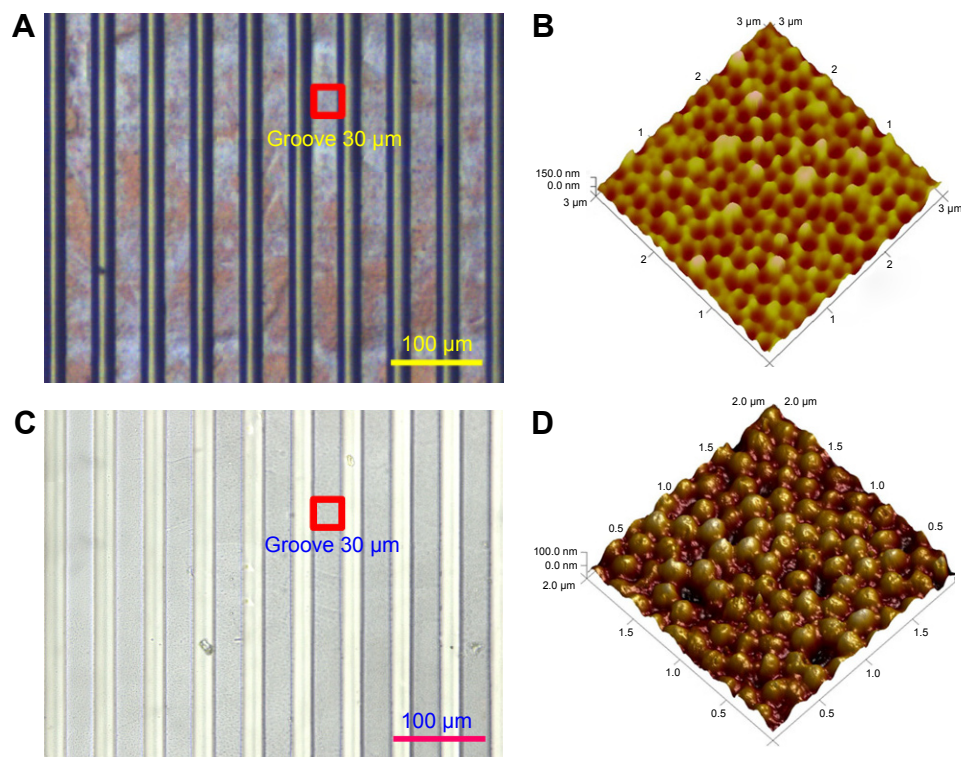 A
Groove 30 µm
100 µm
B
3 µm 3 µm
2 2
1 1
150.0 nm
0.0 nm
3 µm 3 µm
2 2
1 1
C
Groove 30 µm
100 µm
D
2.0 µm 2.0 µm
1.5 1.5
1.0 1.0
0.5 0.5
100.0 nm
0.0 nm
2.0 µm
1.5 1.5
1.0 1.0
0.5 0.5